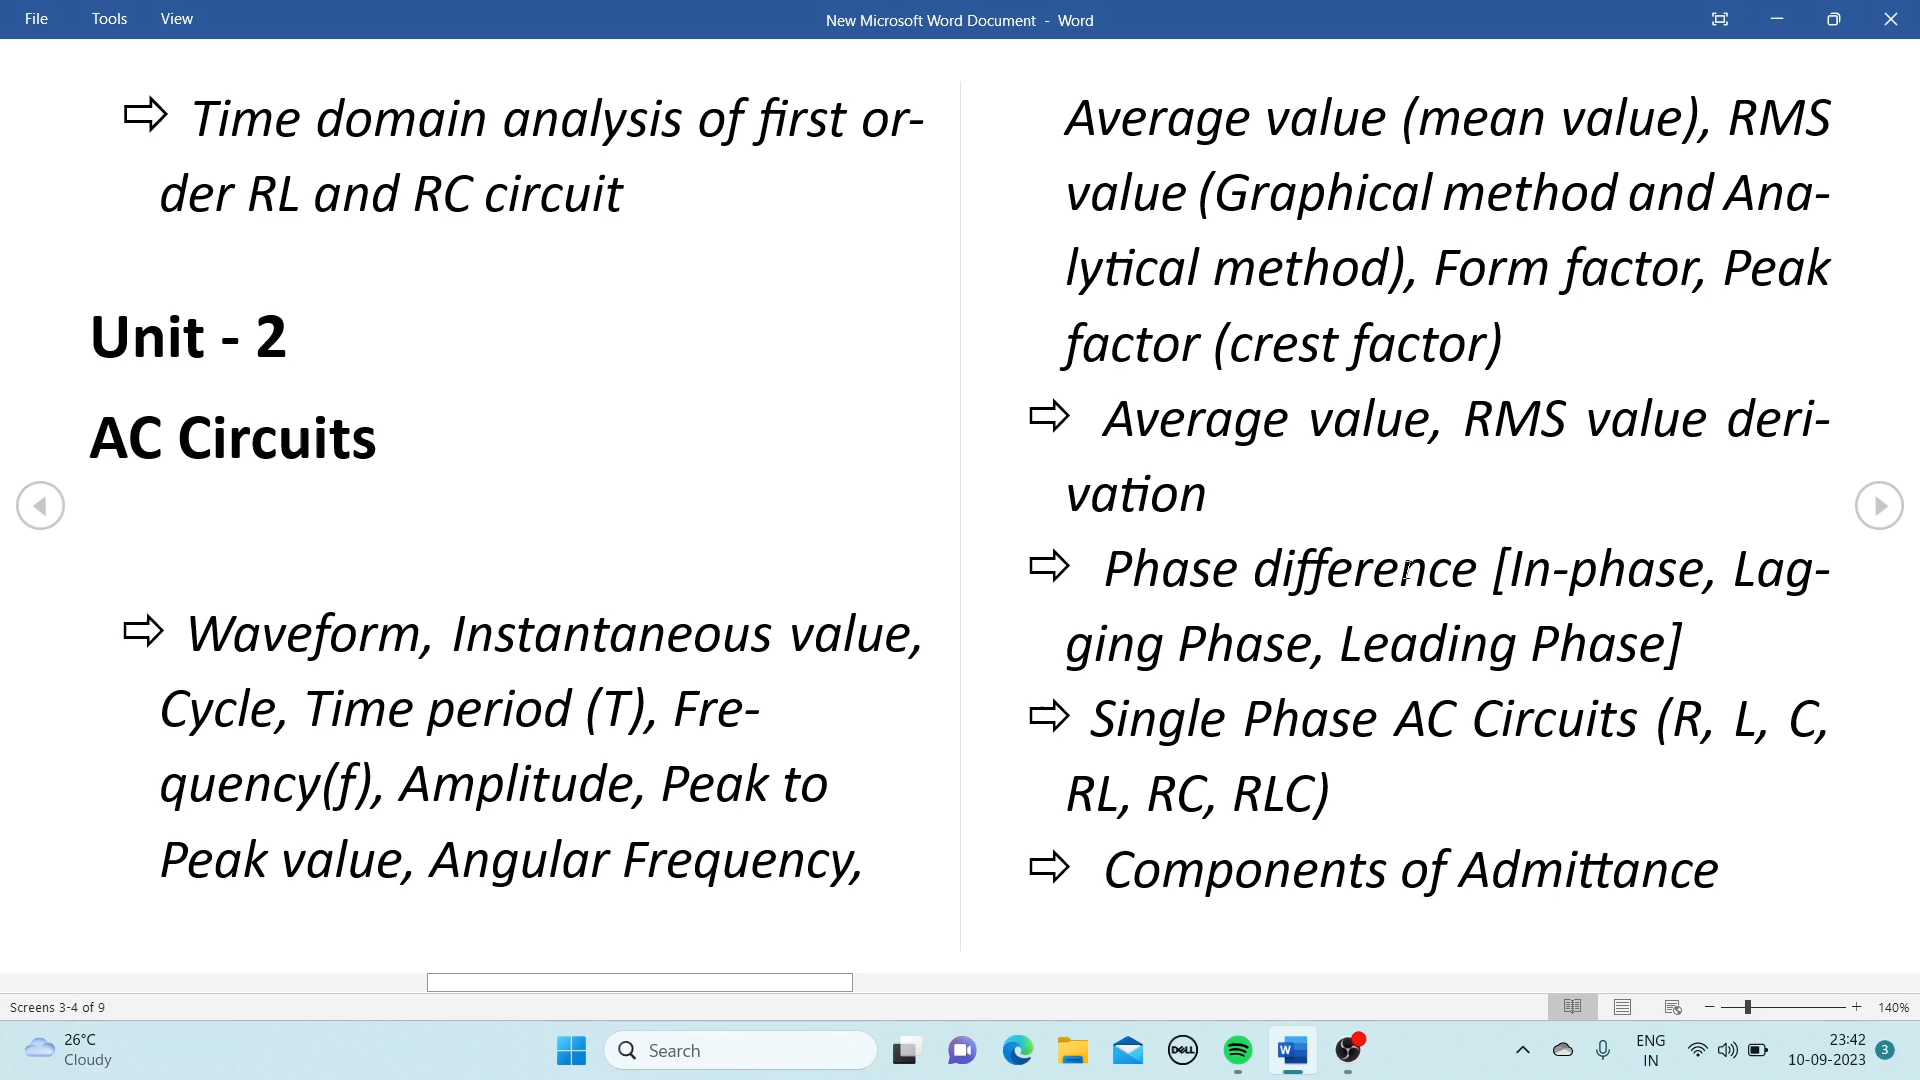 File Tools View
New Microsoft Word Document - Word
Time domain analysis of first or-
der RL and RC circuit
Unit - 2
AC Circuits
Waveform, Instantaneous value,
Cycle, Time period (T), Fre-
quency(f), Amplitude, Peak to
Peak value, Angular Frequency,
Average value (mean value), RMS
value (Graphical method and Ana-
lytical method), Form factor, Peak
factor (crest factor)
Average value, RMS value deri-
vation
Phase difference [In-phase, Lag-
ging Phase, Leading Phase]
Single Phase AC Circuits (R, L, C,
RL, RC, RLC)
Components of Admittance
Screens 3-4 of 9
140%
26°C
Cloudy
Search
DELL
W
ENG
IN
23:42
10-09-2023
3